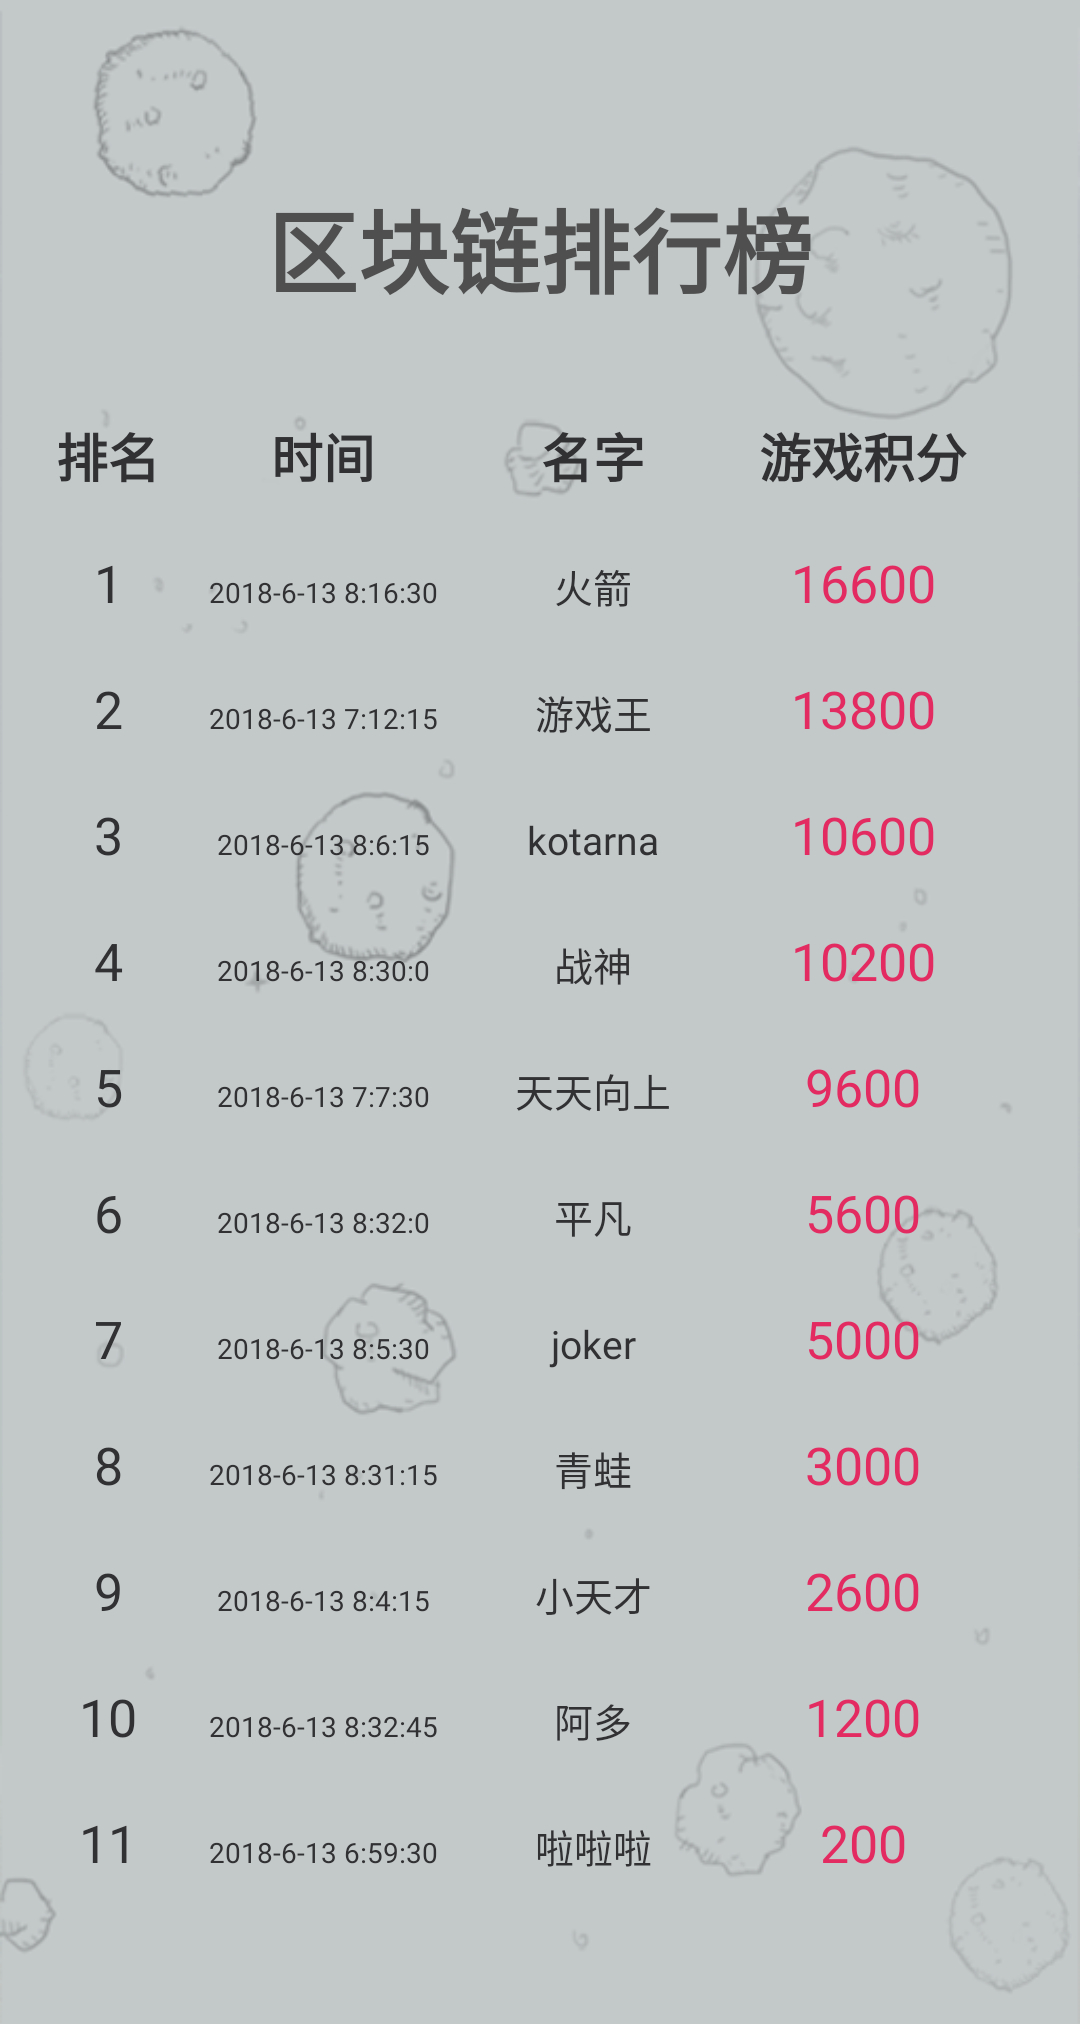 区块链排行榜
排名 时间 名字 游戏积分
1 2018-6-13 8:16:30 火箭 16600
2 2018-6-13 7:12:15 游戏王 13800
3 2018-6-13 8:6:15 kotarna 10600
4 2018-6-13 8:30:0 战神 10200
5 2018-6-13 7:7:30 天天向上 9600
6 2018-6-13 8:32:0 平凡 5600
7 2018-6-13 8:5:30 joker 5000
8 2018-6-13 8:31:15 青蛙 3000
9 2018-6-13 8:4:15 小天才 2600
10 2018-6-13 8:32:45 阿多 1200
11 2018-6-13 6:59:30 啦啦啦 200